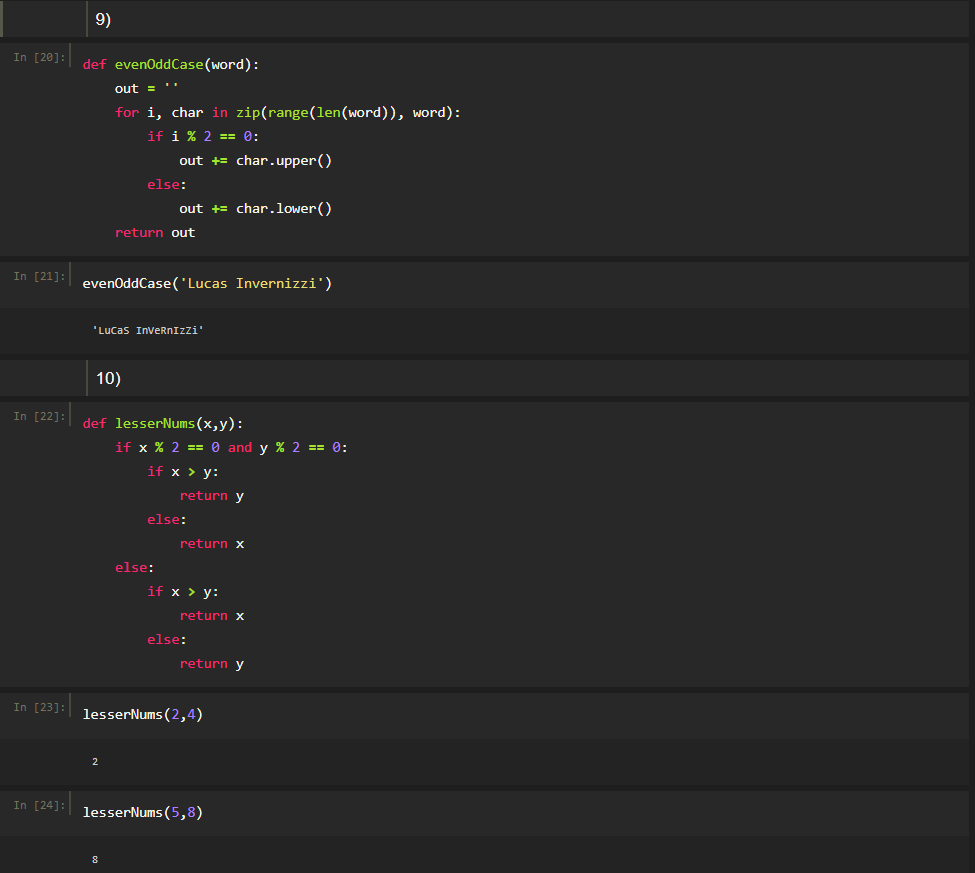 9)
In [20]:
def evenOddCase(word):
    out = ''
    for i, char in zip(range(len(word)), word):
        if i % 2 == 0:
            out += char.upper()
        else:
            out += char.lower()
    return out
In [21]:
evenOddCase('Lucas Invernizzi')
'LuCaS InVeRnIzZi'
10)
In [22]:
def lesserNums(x,y):
    if x % 2 == 0 and y % 2 == 0:
        if x > y:
            return y
        else:
            return x
    else:
        if x > y:
            return x
        else:
            return y
In [23]:
lesserNums(2,4)
2
In [24]:
lesserNums(5,8)
8